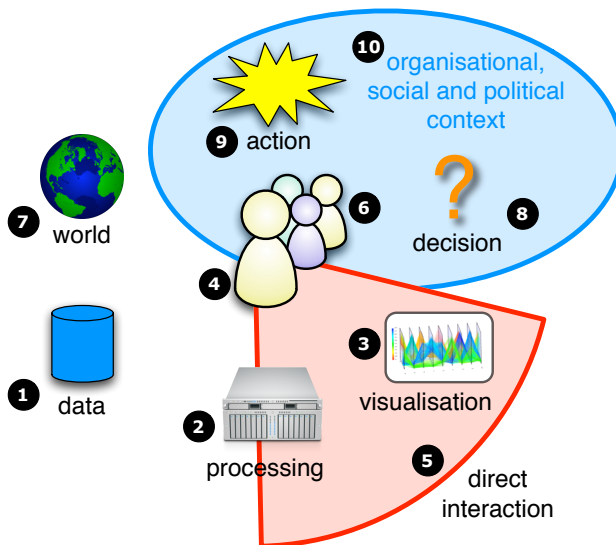 10
organisational,
social and political
context
9
action
6
7
world
?
8
decision
4
3
1
data
visualisation
2
processing
5
direct
interaction